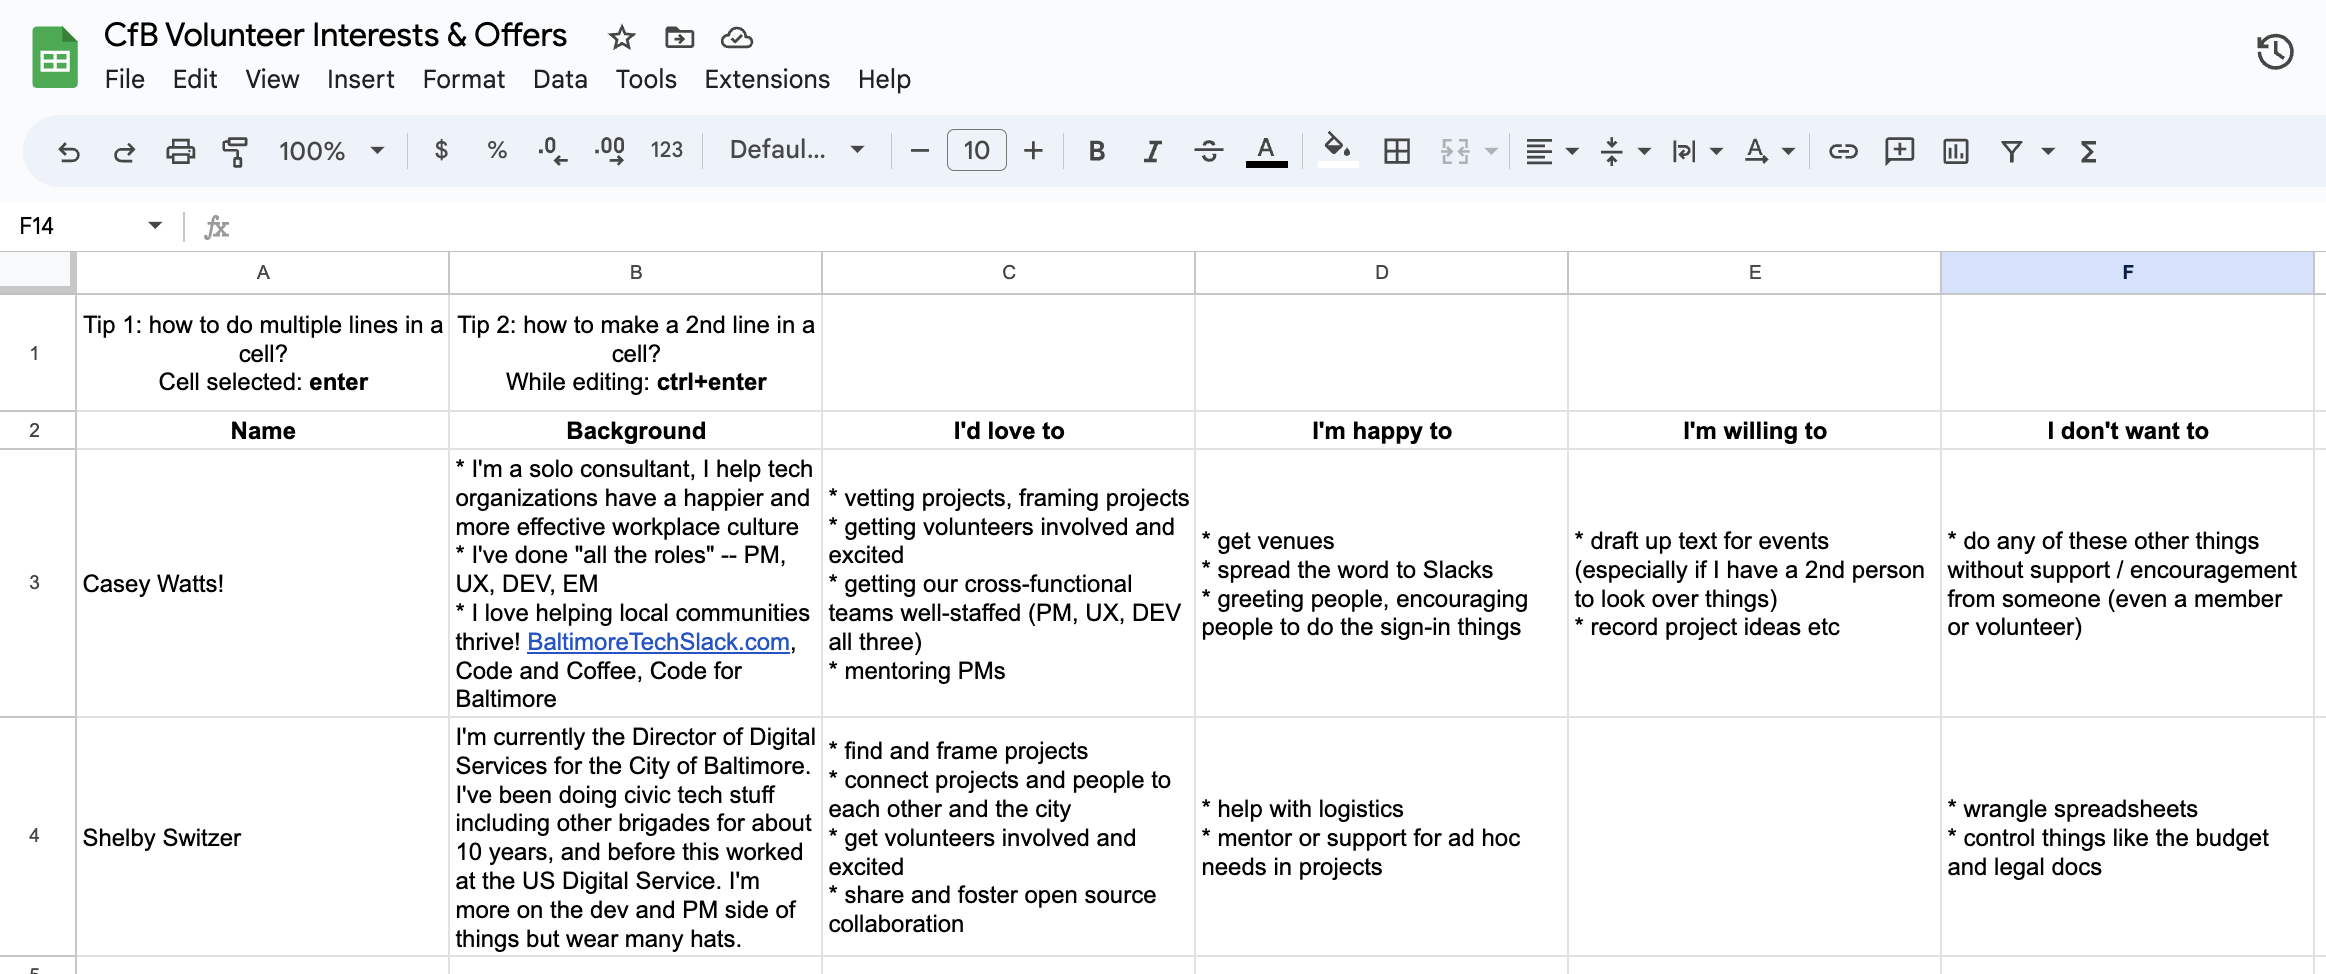 CfB Volunteer Interests & Offers
File Edit View Insert Format Data Tools Extensions Help
100% $ % .0 .00 123 Defaul... 10 B I S A A Σ
F14 fx
A B C D E F
1
Tip 1: how to do multiple lines in a
cell?
Cell selected: enter
Tip 2: how to make a 2nd line in a
cell?
While editing: ctrl+enter
2
Name
Background
I'd love to
I'm happy to
I'm willing to
I don't want to
3
Casey Watts!
* I'm a solo consultant, I help tech
organizations have a happier and
more effective workplace culture
* I've done "all the roles" -- PM,
UX, DEV, EM
* I love helping local communities
thrive! BaltimoreTechSlack.com,
Code and Coffee, Code for
Baltimore
* vetting projects, framing projects
* getting volunteers involved and
excited
* getting our cross-functional
teams well-staffed (PM, UX, DEV
all three)
* mentoring PMs
* get venues
* spread the word to Slacks
* greeting people, encouraging
people to do the sign-in things
* draft up text for events
(especially if I have a 2nd person
to look over things)
* record project ideas etc
* do any of these other things
without support / encouragement
from someone (even a member
or volunteer)
4
Shelby Switzer
I'm currently the Director of Digital
Services for the City of Baltimore.
I've been doing civic tech stuff
including other brigades for about
10 years, and before this worked
at the US Digital Service. I'm
more on the dev and PM side of
things but wear many hats.
* find and frame projects
* connect projects and people to
each other and the city
* get volunteers involved and
excited
* share and foster open source
collaboration
* help with logistics
* mentor or support for ad hoc
needs in projects
* wrangle spreadsheets
* control things like the budget
and legal docs
5